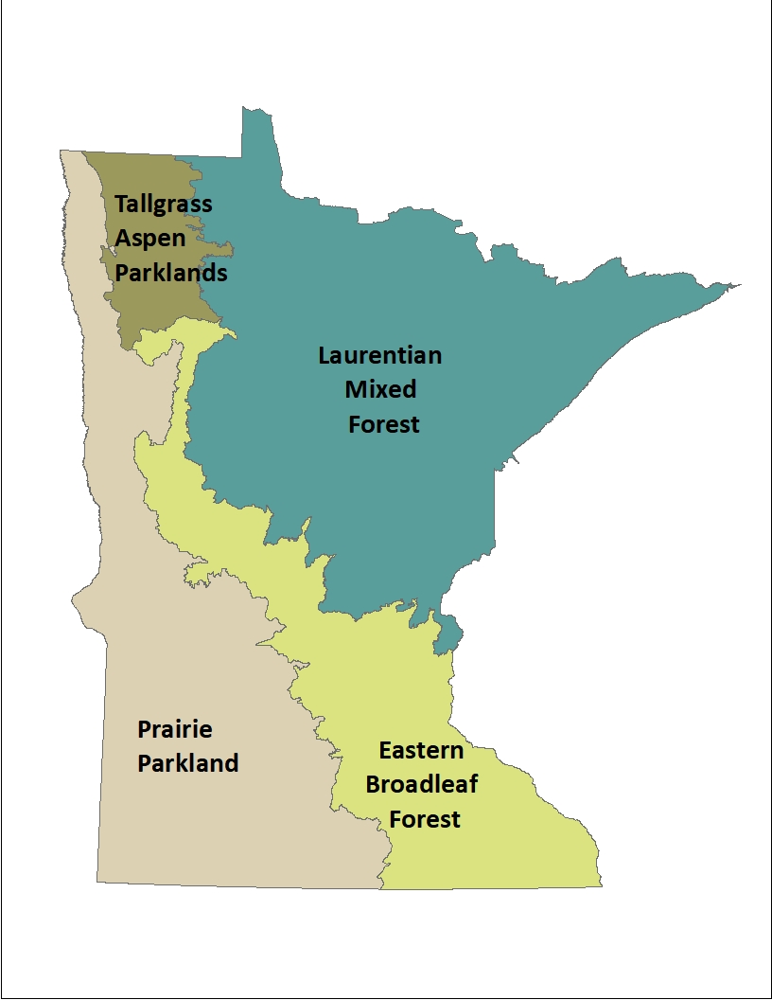 Tallgrass
Aspen
Parklands
Laurentian
Mixed
Forest
Prairie
Parkland
Eastern
Broadleaf
Forest